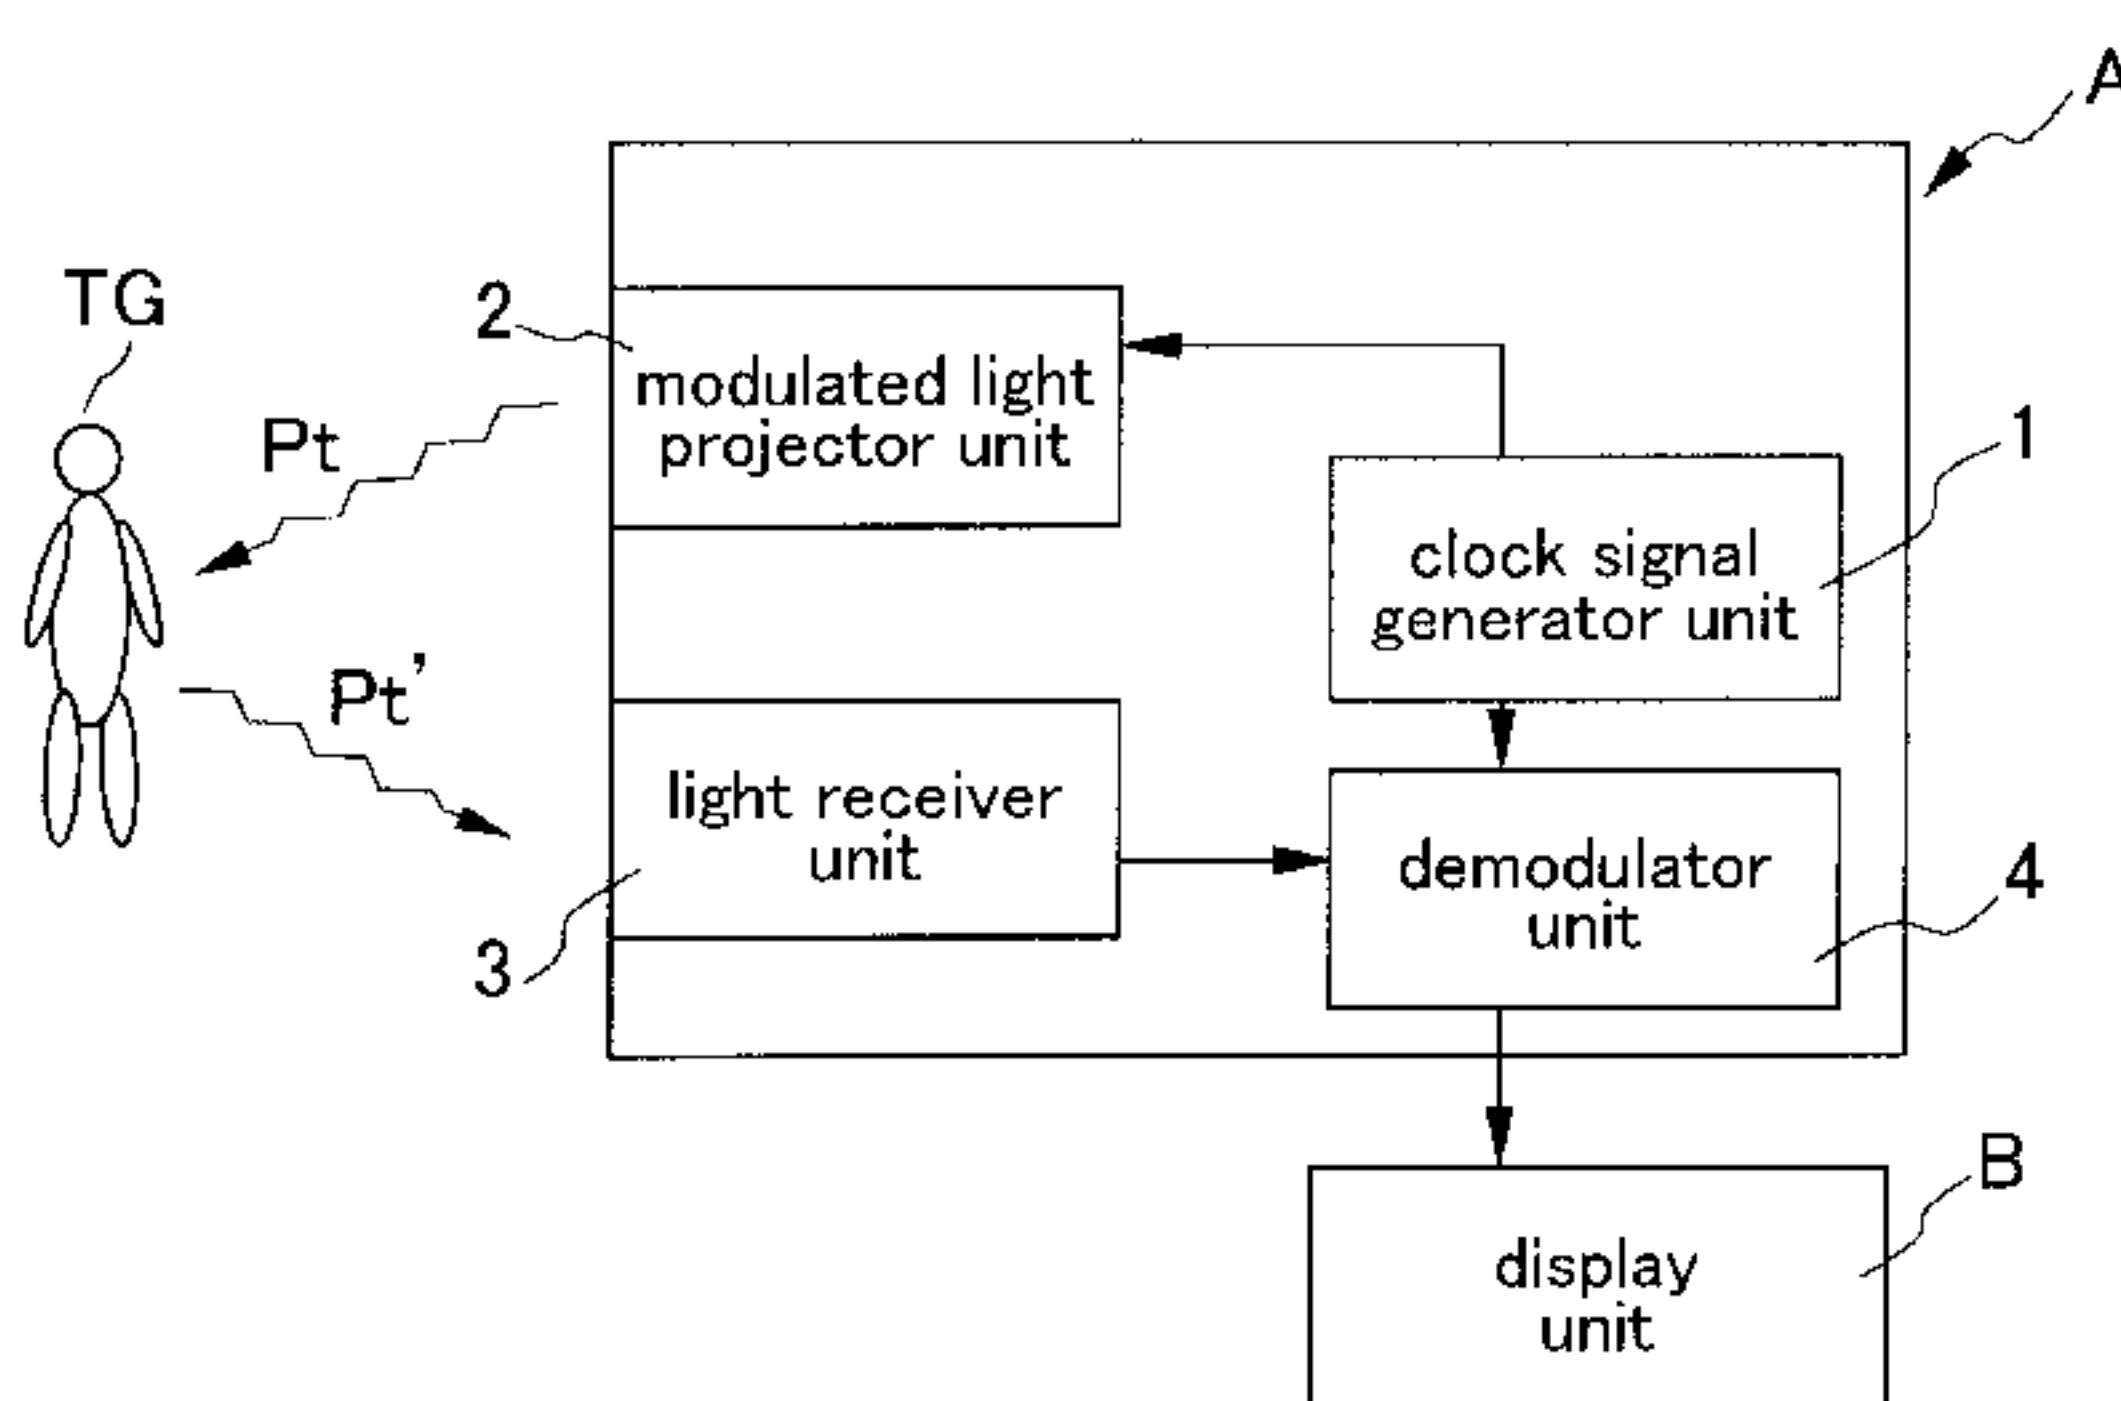 A
TG
2
modulated light
projector unit
Pt
1
clock signal
generator unit
Pt'
light receiver
unit
demodulator
unit
4
3
B
display
unit